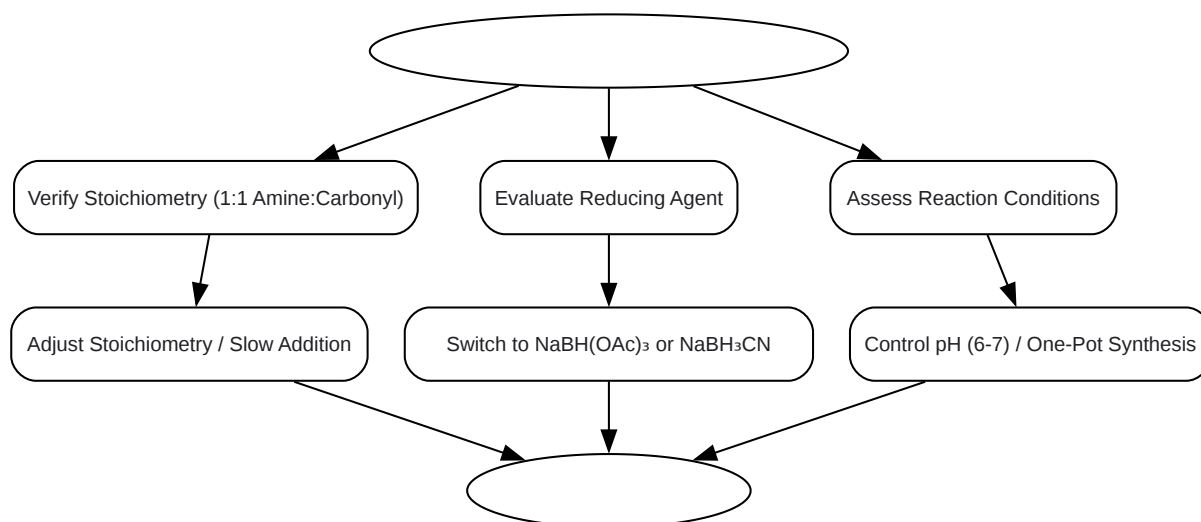 Verify Stoichiometry (1:1 Amine:Carbonyl)
Evaluate Reducing Agent
Assess Reaction Conditions
Adjust Stoichiometry / Slow Addition
Switch to NaBH(OAc)₃ or NaBH₃CN
Control pH (6-7) / One-Pot Synthesis